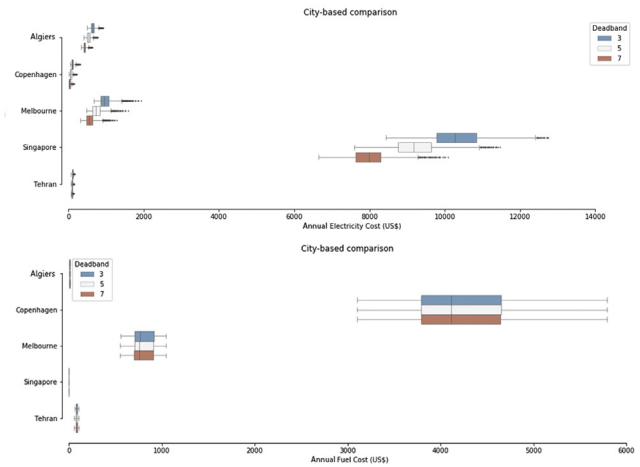 City-based comparison
Deadband
3
5
7
Algiers
Copenhagen
Melbourne
Singapore
Tehran
0 2000 4000 6000 8000 10000 12000 14000
Annual Electricity Cost (US$)
City-based comparison
Deadband
3
5
7
Algiers
Copenhagen
Melbourne
Singapore
Tehran
0 1000 2000 3000 4000 5000 6000
Annual Fuel Cost (US$)